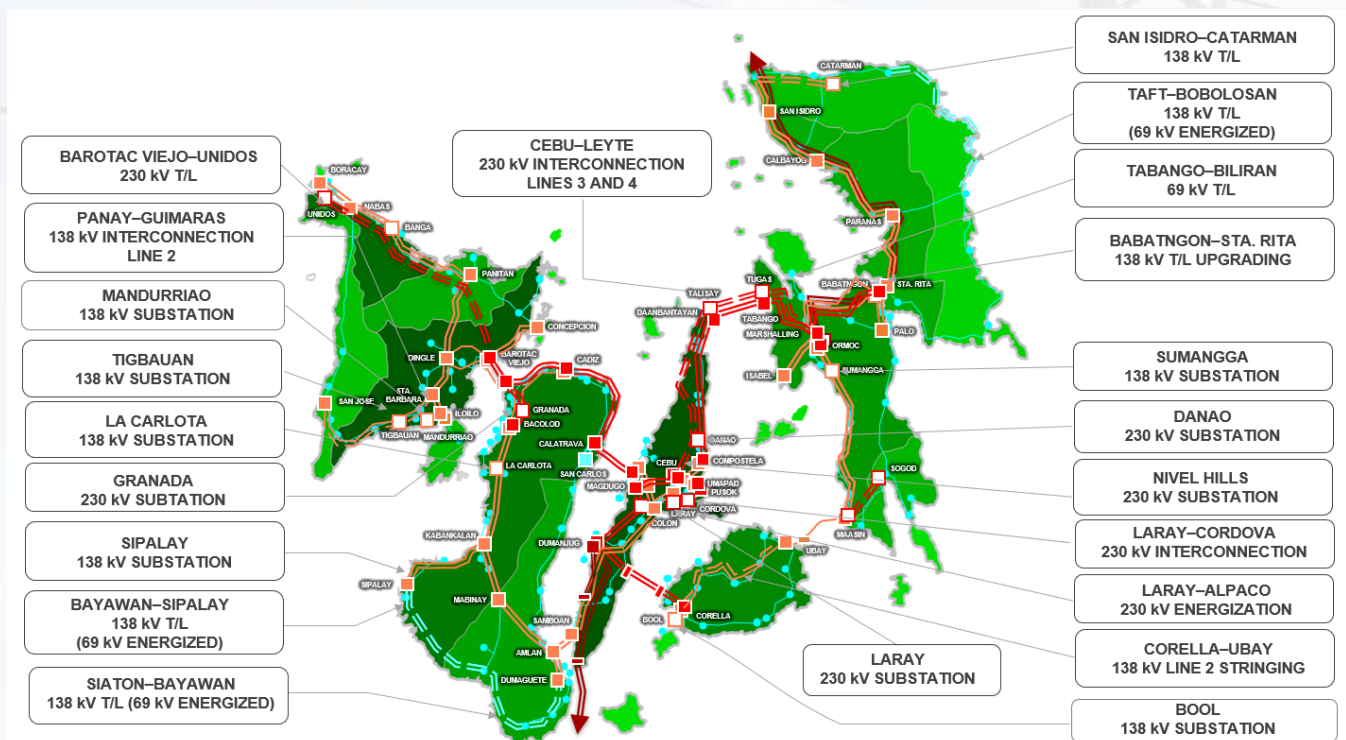 SAN ISIDRO–CATARMAN
138 kV T/L
TAFT–BOBOLOSAN
138 kV T/L
(69 kV ENERGIZED)
TABANGO–BILIRAN
69 kV T/L
BABATNGON–STA. RITA
138 kV T/L UPGRADING
SUMANGGA
138 kV SUBSTATION
DANAO
230 kV SUBSTATION
NIVEL HILLS
230 kV SUBSTATION
LARAY–CORDOVA
230 kV INTERCONNECTION
LARAY–ALPACO
230 kV ENERGIZATION
CORELLA–UBAY
138 kV LINE 2 STRINGING
BOOL
138 kV SUBSTATION
LARAY
230 kV SUBSTATION
CEBU–LEYTE
230 kV INTERCONNECTION
LINES 3 AND 4
BAROTAC VIEJO–UNIDOS
230 kV T/L
PANAY–GUIMARAS
138 kV INTERCONNECTION
LINE 2
MANDURRIAO
138 kV SUBSTATION
TIGBAUAN
138 kV SUBSTATION
LA CARLOTA
138 kV SUBSTATION
GRANADA
230 kV SUBTATION
SIPALAY
138 kV SUBSTATION
BAYAWAN–SIPALAY
138 kV T/L
(69 kV ENERGIZED)
SIATON–BAYAWAN
138 kV T/L (69 kV ENERGIZED)
CATARMAN
SAN ISIDRO
CALBAYOG
PARANAS
BABATNGON
STA. RITA
PALO
TUGAS
TALISAY
DAANBANTAYAN
TABANGO
MARSHALLING
ORMOC
ISABEL
SUMANGGA
SOGOD
MAASIN
UBAY
CORELLA
BOOL
BORACAY
UNIDOS
NABAS
BANGA
PANITAN
CONCEPCION
DINGLE
BAROTAC
VIEJO
STA.
BARBARA
SAN JOSE
ILOILO
TIGBAUAN
MANDURRIAO
CADIZ
GRANADA
BACOLOD
CALATRAVA
SAN CARLOS
LA CARLOTA
KABANKALAN
SIPALAY
MABINAY
AMLAN
DUMAGUETE
SAMBOAN
DUMANJUG
MAGDUGO
CEBU
DANAO
COMPOSTELA
UMAPAD
PUSOK
CORDOVA
LARAY
COLON